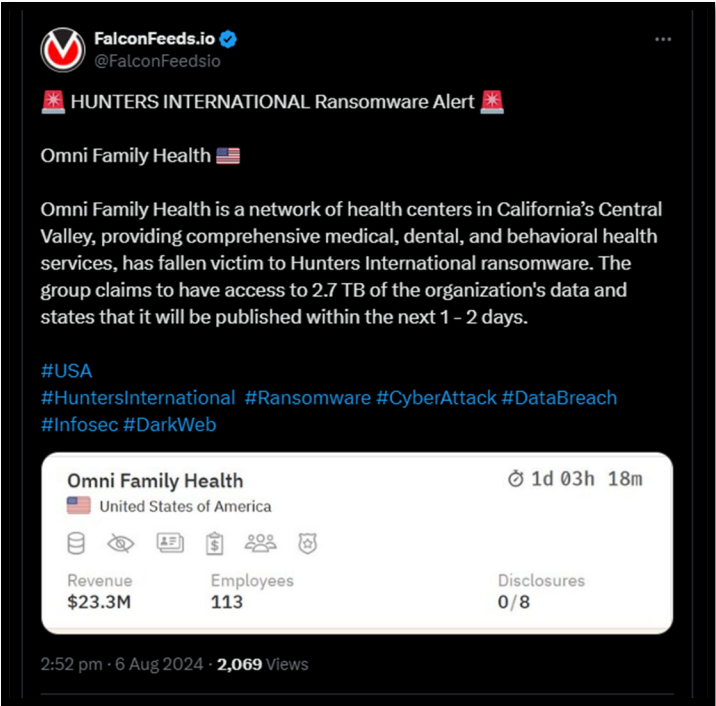 FalconFeeds.io
@FalconFeedsio
🚨 HUNTERS INTERNATIONAL Ransomware Alert 🚨
Omni Family Health 🇺🇸
Omni Family Health is a network of health centers in California’s Central
Valley, providing comprehensive medical, dental, and behavioral health
services, has fallen victim to Hunters International ransomware. The
group claims to have access to 2.7 TB of the organization's data and
states that it will be published within the next 1 - 2 days.
#USA
#HuntersInternational #Ransomware #CyberAttack #DataBreach
#Infosec #DarkWeb
Omni Family Health 1d 03h 18m
United States of America
Revenue Employees Disclosures
$23.3M 113 0/8
2:52 pm · 6 Aug 2024 · 2,069 Views